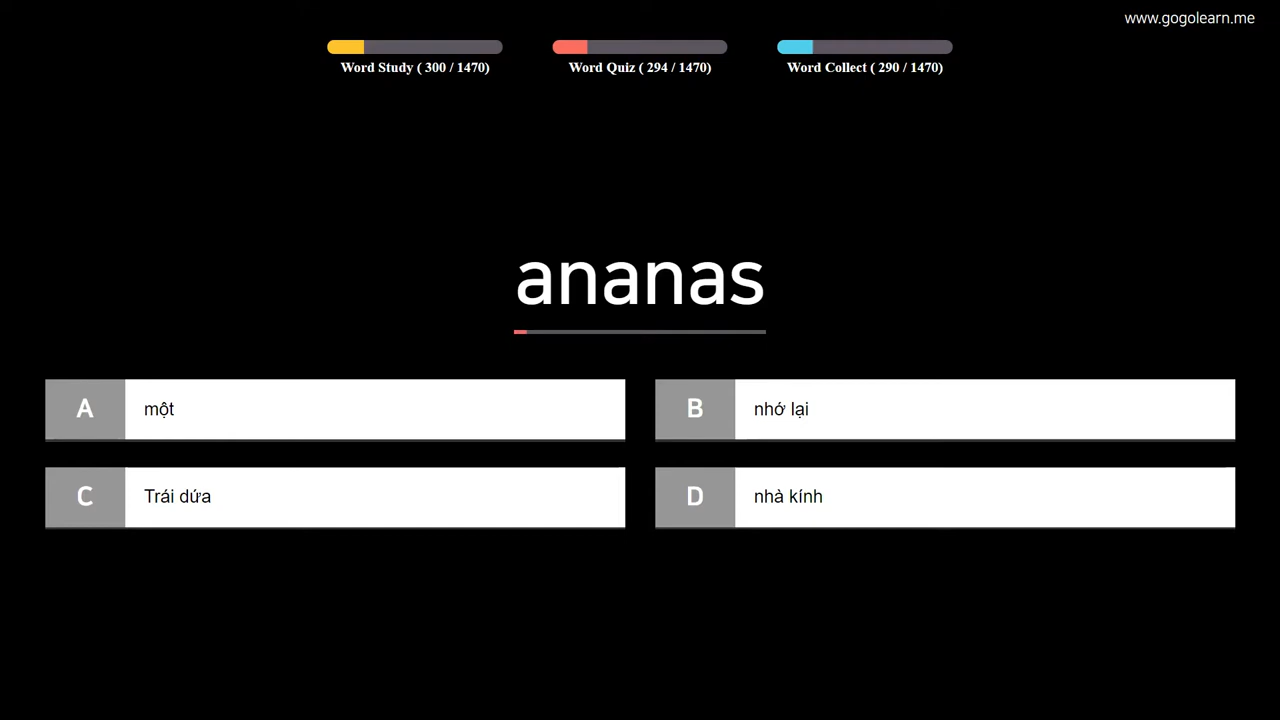 www.gogolearn.me
Word Study ( 300 / 1470)
Word Quiz ( 294 / 1470)
Word Collect ( 290 / 1470)
ananas
A một
B nhớ lại
C Trái dứa
D nhà kính